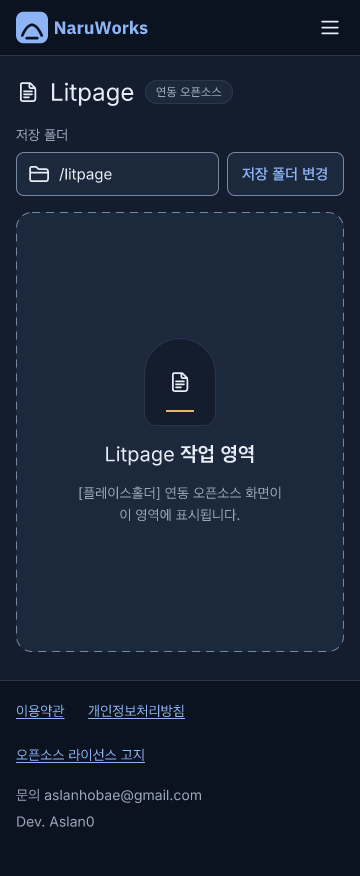 NaruWorks
Litpage 연동 오픈소스
저장 폴더
/litpage 저장 폴더 변경
Litpage 작업 영역
[플레이스홀더] 연동 오픈소스 화면이
이 영역에 표시됩니다.
이용약관 개인정보처리방침
오픈소스 라이선스 고지
문의 aslanhobae@gmail.com
Dev. Aslan0